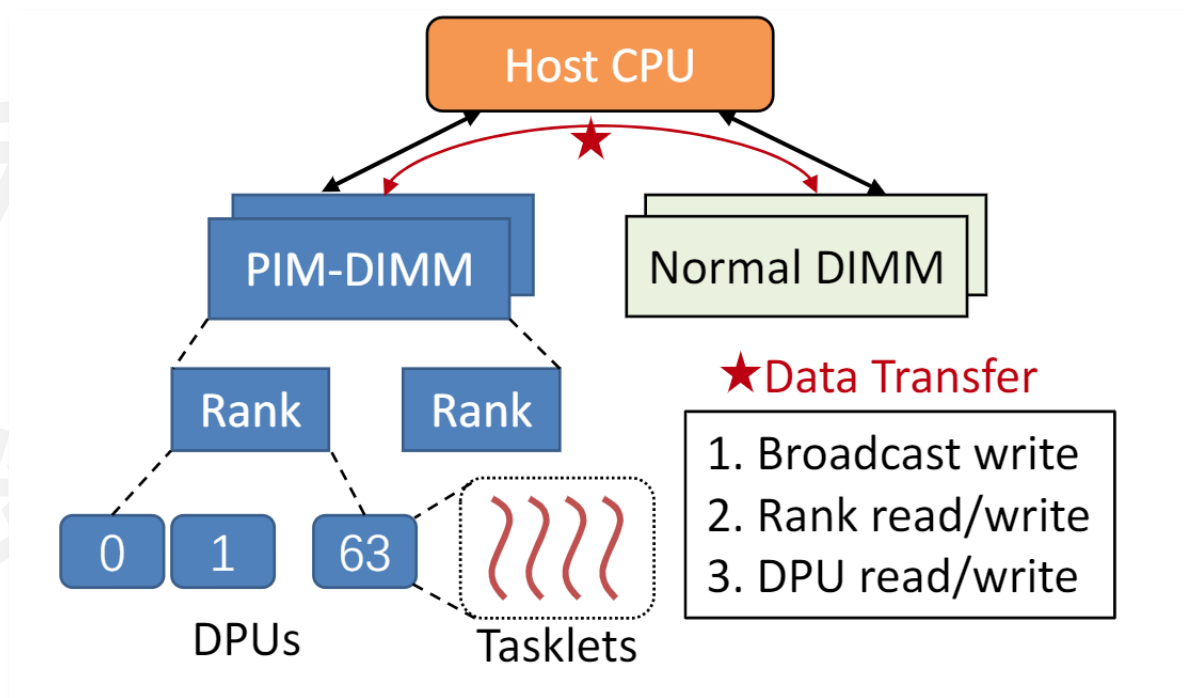 Host CPU
PIM-DIMM
Normal DIMM
Rank
Rank
★Data Transfer
1. Broadcast write
2. Rank read/write
3. DPU read/write
0
1
63
DPUs
Tasklets